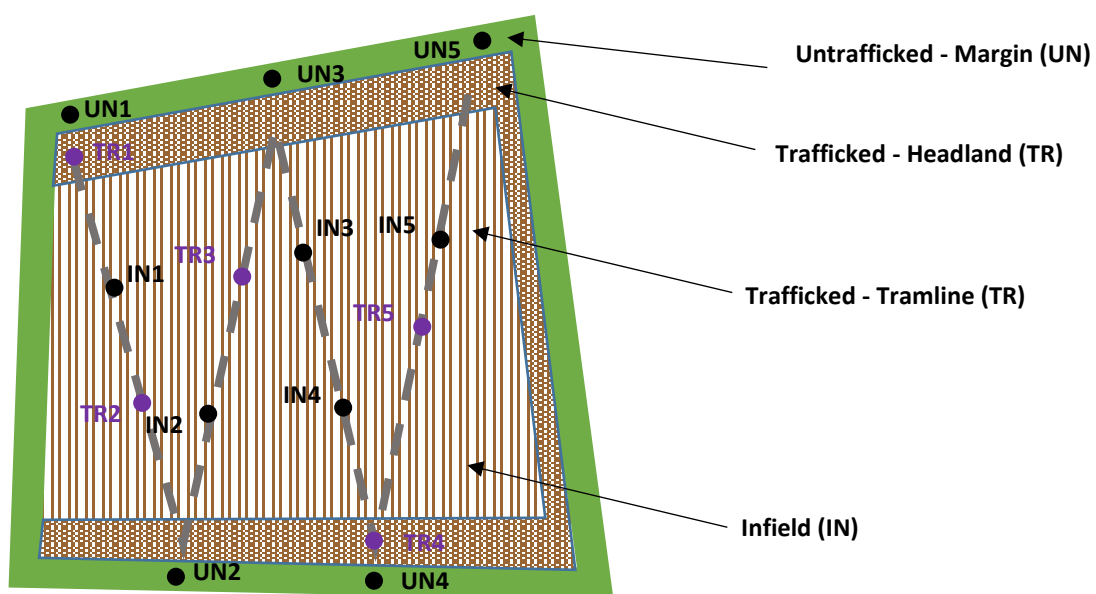 UN5
Untrafficked - Margin (UN)
UN3
UN1
TR1
Trafficked - Headland (TR)
IN3
IN5
TR3
IN1
Trafficked - Tramline (TR)
TR5
IN4
TR2
IN2
Infield (IN)
TR4
UN2
UN4